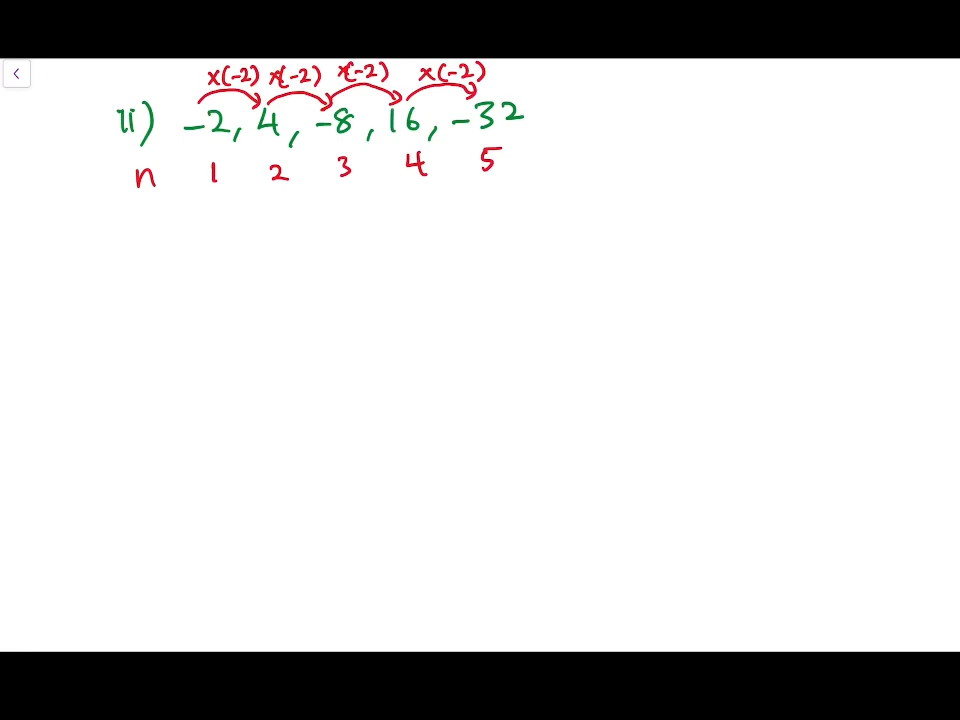 ×(-2) ×(-2) ×(-2) ×(-2)
ii) -2, 4, -8, 16, -32
n 1 2 3 4 5